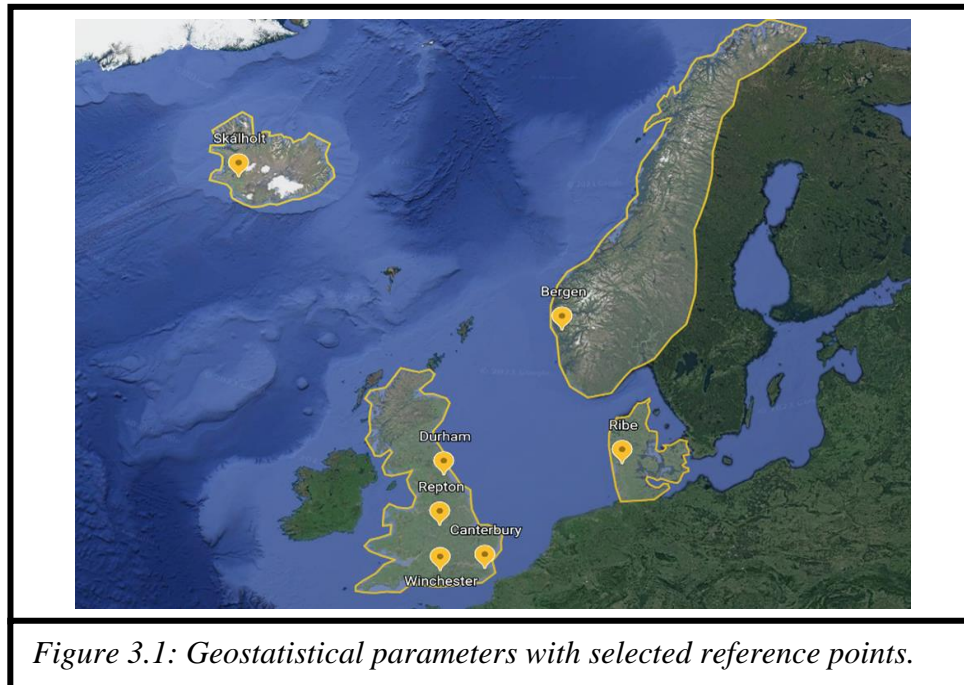 Skálholt
Bergen
Ribe
Durham
Repton
Canterbury
Winchester
Figure 3.1: Geostatistical parameters with selected reference points.